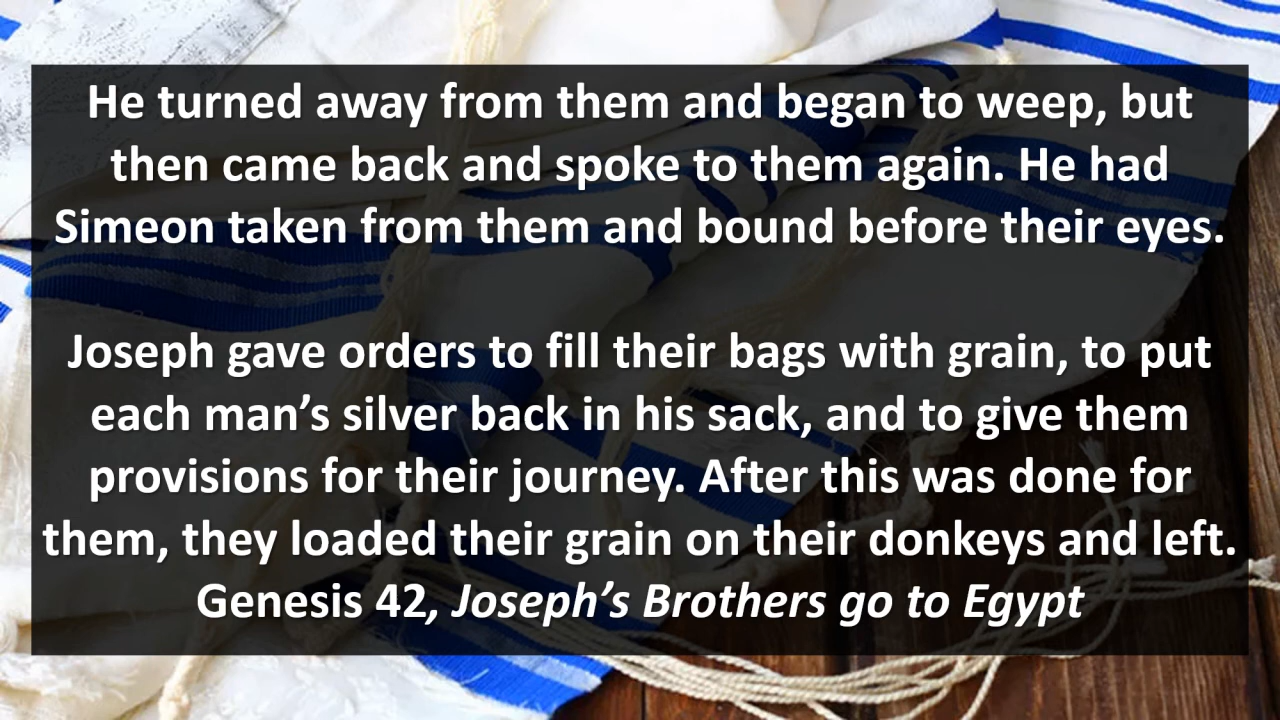 He turned away from them and began to weep, but
then came back and spoke to them again. He had
Simeon taken from them and bound before their eyes.
Joseph gave orders to fill their bags with grain, to put
each man’s silver back in his sack, and to give them
provisions for their journey. After this was done for
them, they loaded their grain on their donkeys and left.
Genesis 42, Joseph’s Brothers go to Egypt